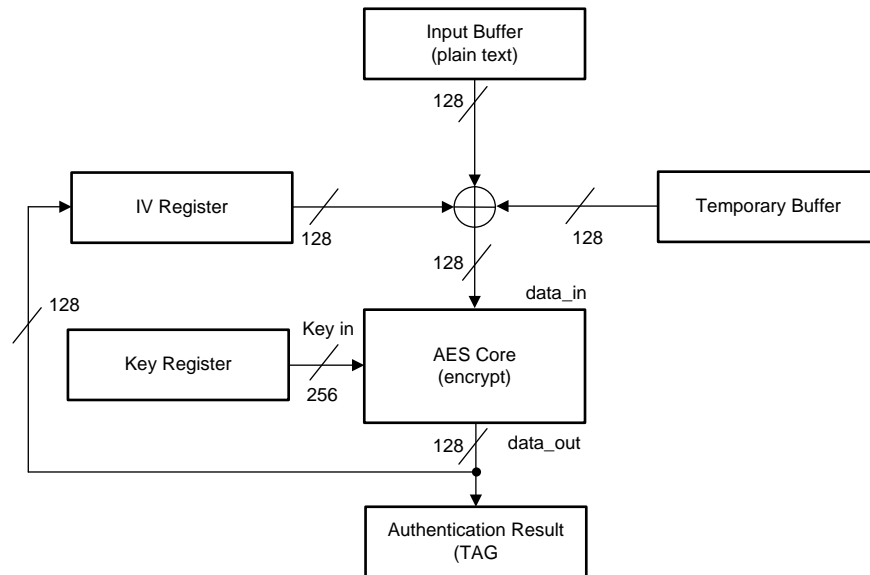 Input Buffer
(plain text)
128
IV Register
128
128
Temporary Buffer
128
data_in
128
Key in
Key Register
256
AES Core
(encrypt)
128
data_out
Authentication Result
(TAG